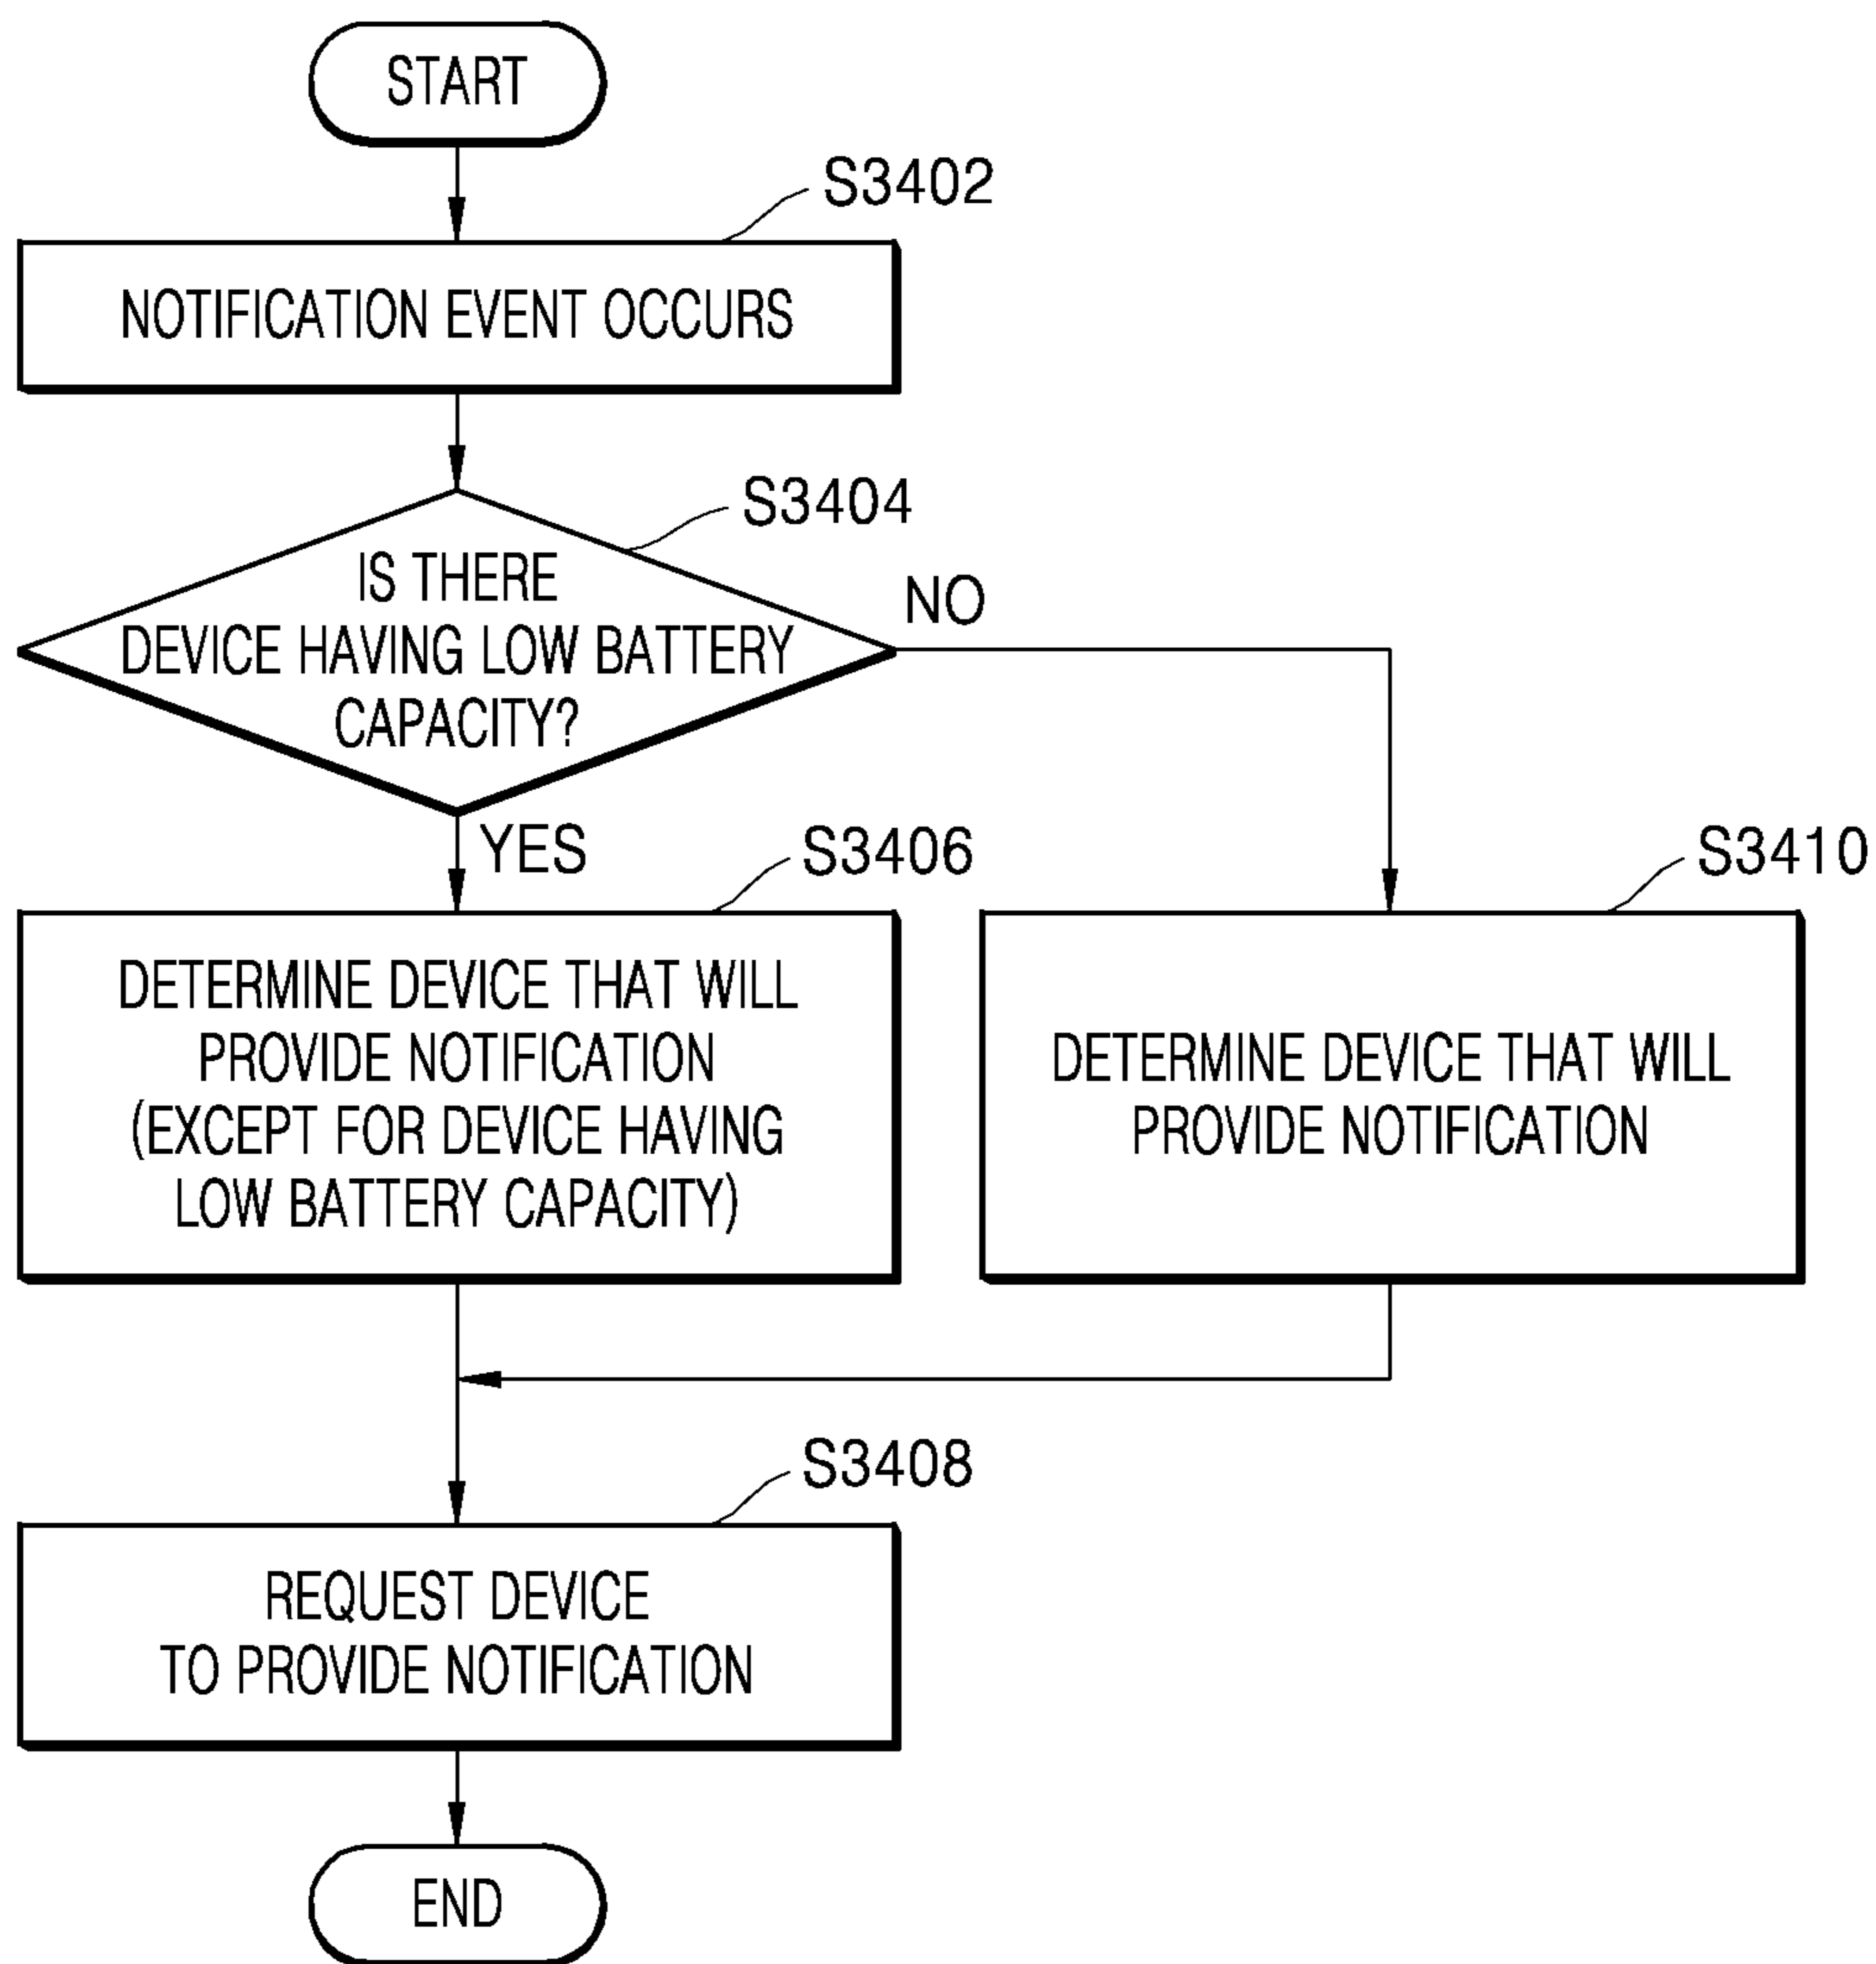 START
S3402
NOTIFICATION EVENT OCCURS
S3404
IS THERE
DEVICE HAVING LOW BATTERY
CAPACITY?
NO
YES
S3406
DETERMINE DEVICE THAT WILL
PROVIDE NOTIFICATION
(EXCEPT FOR DEVICE HAVING
LOW BATTERY CAPACITY)
S3410
DETERMINE DEVICE THAT WILL
PROVIDE NOTIFICATION
S3408
REQUEST DEVICE
TO PROVIDE NOTIFICATION
END